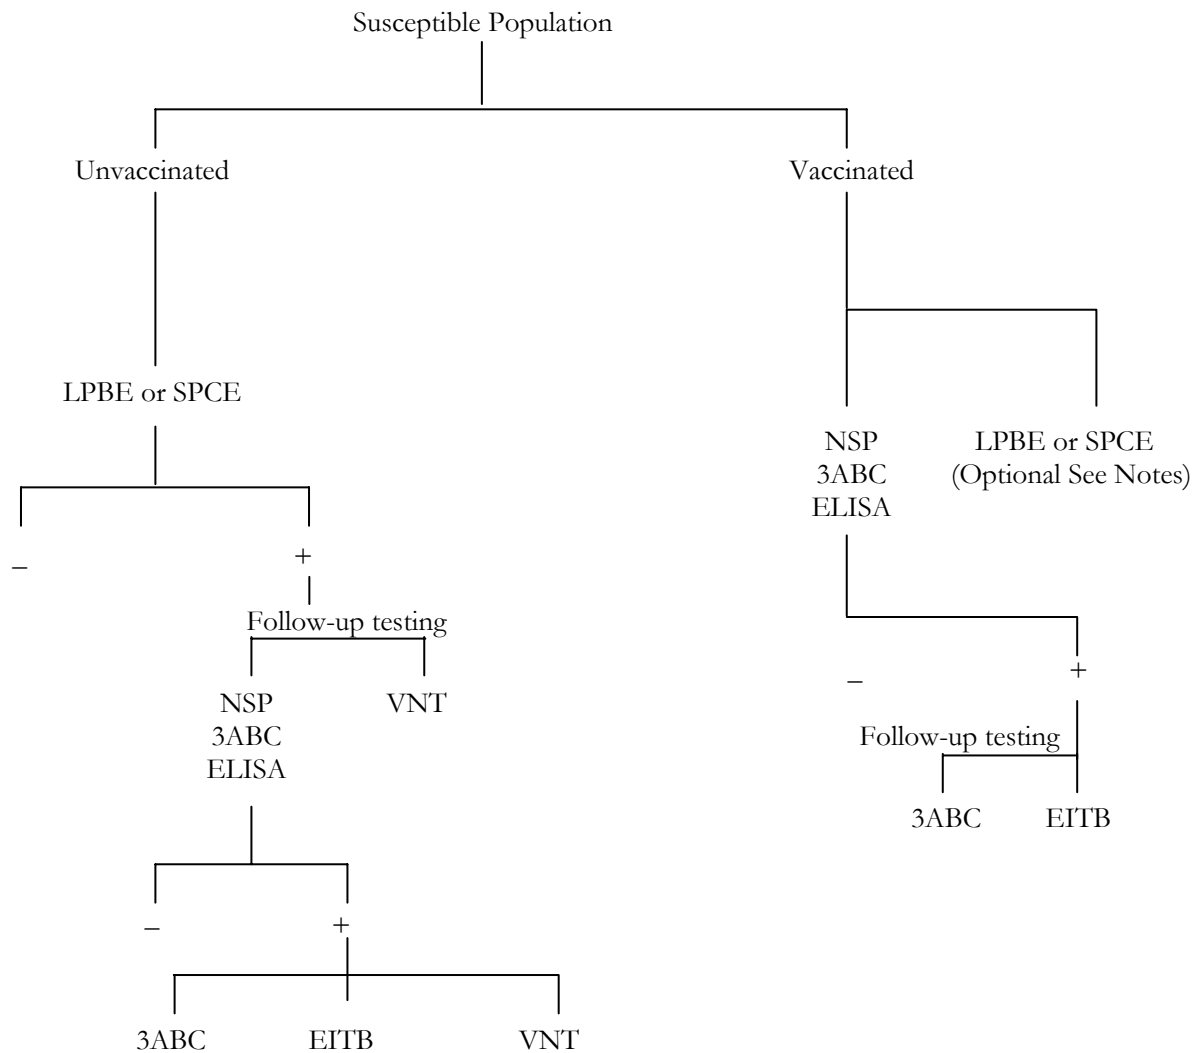 Susceptible Population
Unvaccinated
Vaccinated
LPBE or SPCE
NSP
3ABC
ELISA
LPBE or SPCE
(Optional See Notes)
–
+
Follow-up testing
NSP
3ABC
ELISA
VNT
–
+
Follow-up testing
3ABC
EITB
–
+
3ABC
EITB
VNT